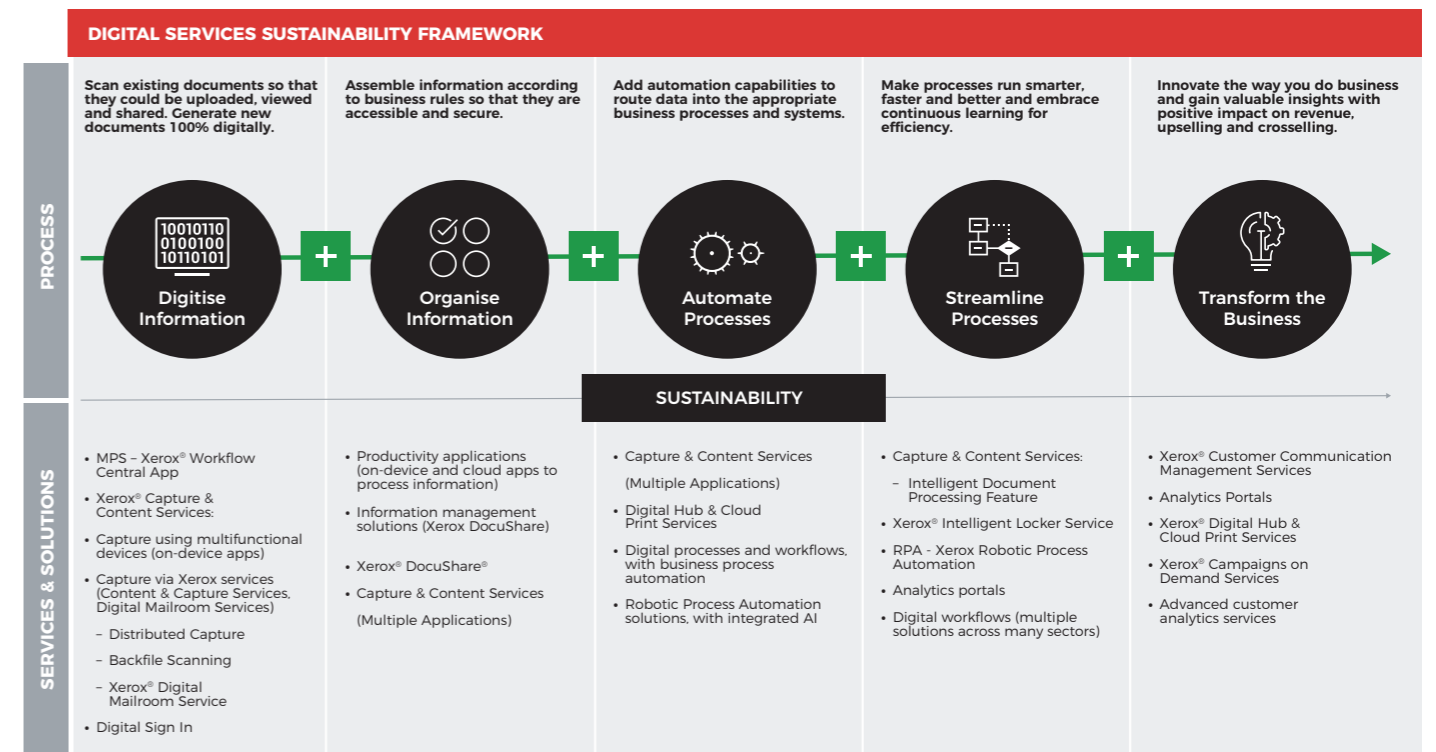 DIGITAL SERVICES SUSTAINABILITY FRAMEWORK
PROCESS
Scan existing documents so that
they could be uploaded, viewed
and shared. Generate new
documents 100% digitally.
Assemble information according
to business rules so that they are
accessible and secure.
Add automation capabilities to
route data into the appropriate
business processes and systems.
Make processes run smarter,
faster and better and embrace
continuous learning for
efficiency.
Innovate the way you do business
and gain valuable insights with
positive impact on revenue,
upselling and crosselling.
10010110
0100100
10110101
Digitise
Information
+
Organise
Information
+
Automate
Processes
+
Streamline
Processes
+
Transform the
Business
SUSTAINABILITY
SERVICES & SOLUTIONS
• MPS – Xerox® Workflow
Central App
• Xerox® Capture &
Content Services:
• Capture using multifunctional
devices (on-device apps)
• Capture via Xerox services
(Content & Capture Services,
Digital Mailroom Services)
– Distributed Capture
– Backfile Scanning
– Xerox® Digital
Mailroom Service
• Digital Sign In
• Productivity applications
(on-device and cloud apps to
process information)
• Information management
solutions (Xerox DocuShare)
• Xerox® DocuShare®
• Capture & Content Services
(Multiple Applications)
• Capture & Content Services
(Multiple Applications)
• Digital Hub & Cloud
Print Services
• Digital processes and workflows,
with business process
automation
• Robotic Process Automation
solutions, with integrated AI
• Capture & Content Services:
– Intelligent Document
Processing Feature
• Xerox® Intelligent Locker Service
• RPA - Xerox Robotic Process
Automation
• Analytics portals
• Digital workflows (multiple
solutions across many sectors)
• Xerox® Customer Communication
Management Services
• Analytics Portals
• Xerox® Digital Hub &
Cloud Print Services
• Xerox® Campaigns on
Demand Services
• Advanced customer
analytics services